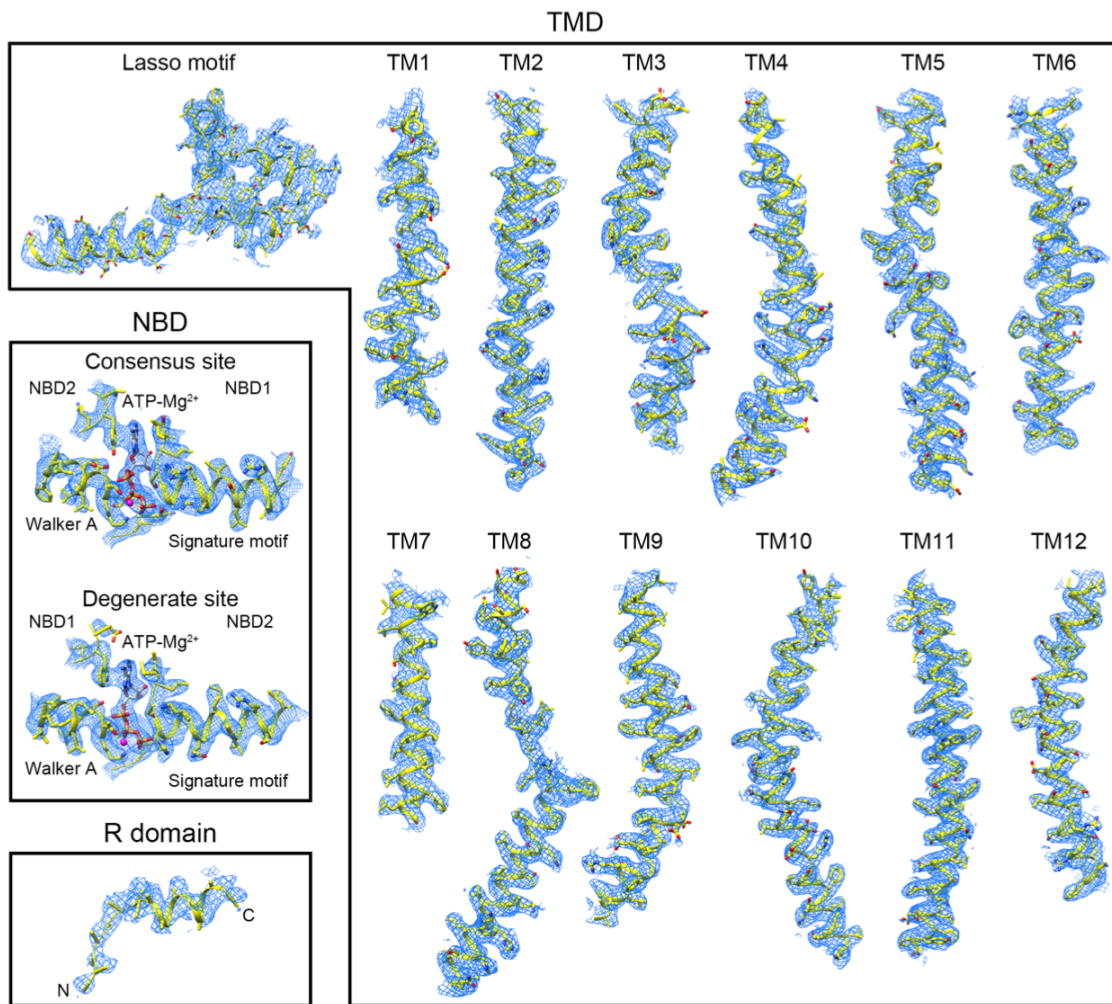 TMD
Lasso motif
TM1 TM2 TM3 TM4 TM5 TM6
NBD
Consensus site
NBD2 ATP-Mg²⁺ NBD1
Walker A
Signature motif
Degenerate site
NBD1 ATP-Mg²⁺ NBD2
Walker A
Signature motif
R domain
C
N
TM7 TM8 TM9 TM10 TM11 TM12